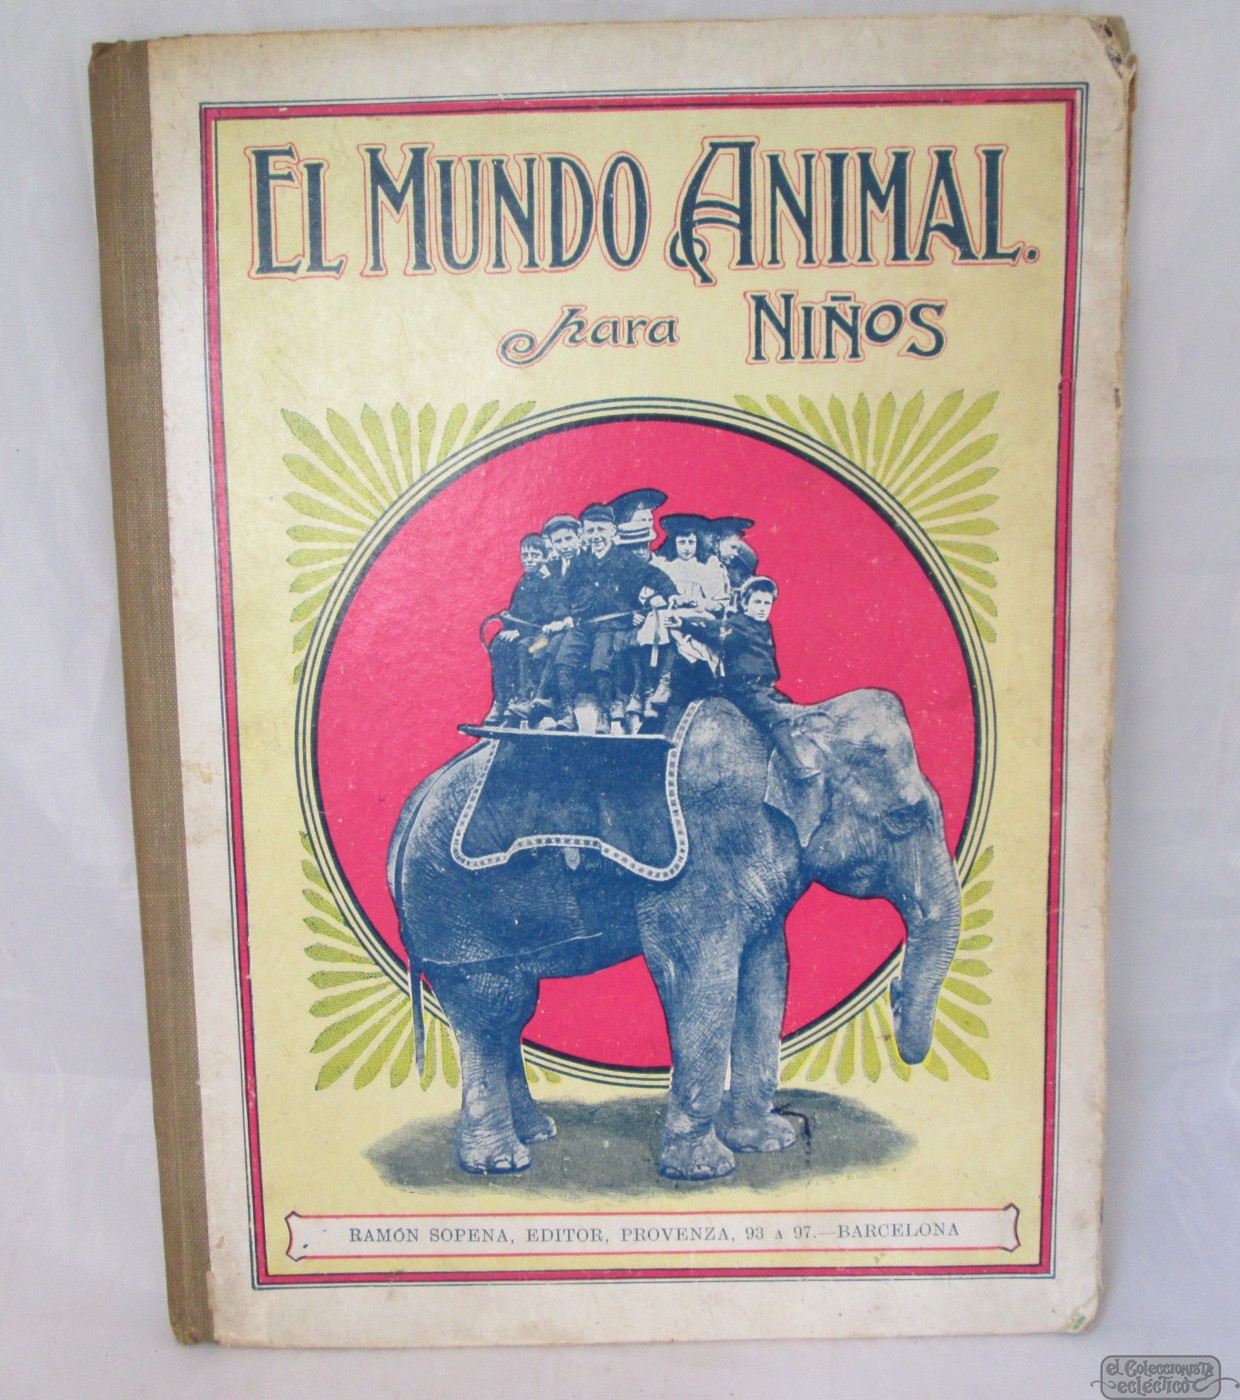 EL MUNDO ANIMAL.
para NIÑOS
RAMÓN SOPENA, EDITOR, PROVENZA, 93 A 97.—BARCELONA
el Coleccionista
ecléctico